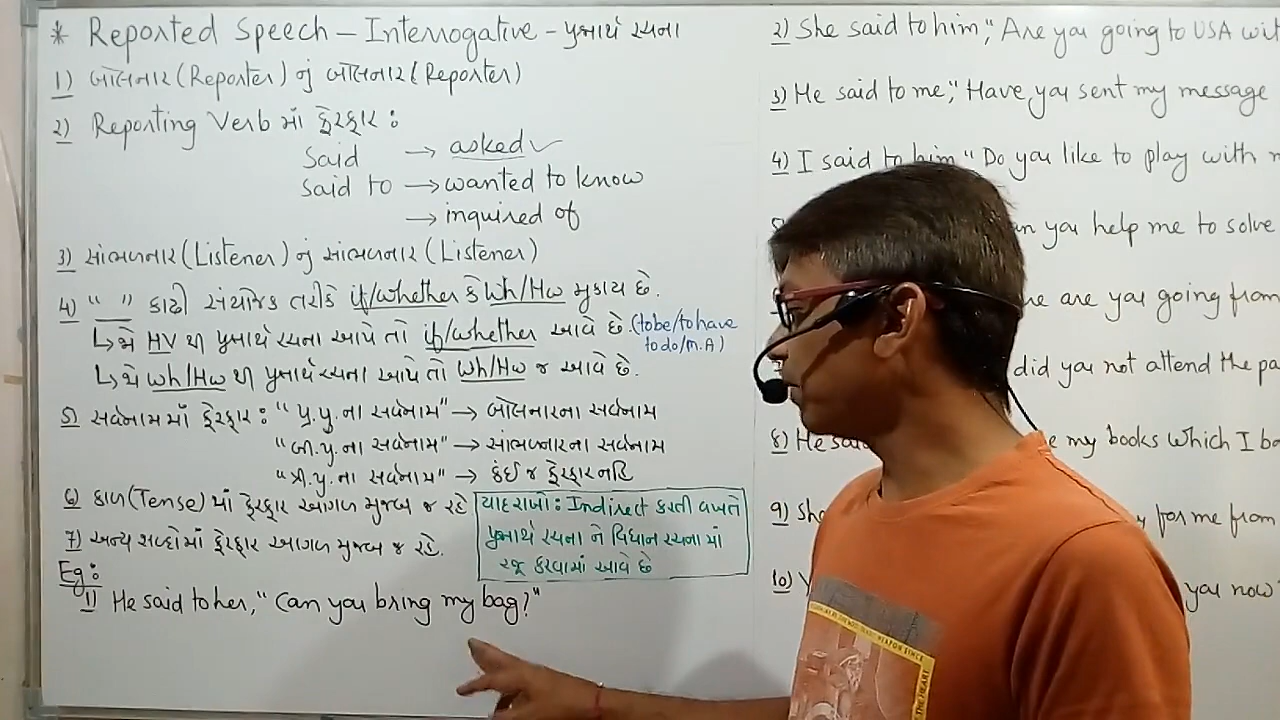 * Reported Speech – Interrogative – પ્રશ્નાર્થ રચના
1) બોલનાર (Reporter) નું બોલનાર (Reporter)
2) Reporting Verb માં ફેરફાર :
said → asked ✓
said to → wanted to know
→ inquired of
3) સાંભળનાર (Listener) નું સાંભળનાર (Listener)
4) " " કાઢી સંયોજક તરીકે if/whether કે Wh/Hw મુકાય છે.
↳ જો HV થી પ્રશ્નાર્થ રચના આપે તો if/whether આવે છે. (to be/to have
to do/M.A)
↳ જો Wh/Hw થી પ્રશ્નાર્થ રચના આપે તો Wh/Hw જ આવે છે.
5) સર્વનામમાં ફેરફાર : "પ્ર.પુ.ના સર્વનામ" → બોલનારના સર્વનામ
"બી.પુ.ના સર્વનામ" → સાંભળનારના સર્વનામ
"ત્રી.પુ.ના સર્વનામ" → કંઈ જ ફેરફાર નહિ
6) કાળ (Tense) માં ફેરફાર આગળ મુજબ જ રહે
7) અન્ય શબ્દોમાં ફેરફાર આગળ મુજબ જ રહે.
યાદ રાખો : Indirect કરતી વખતે
પ્રશ્નાર્થ રચના ને વિધાન રચના માં
રજૂ કરવામાં આવે છે
Eg :
1) He said to her, " Can you bring my bag?"
2) She said to him, " Are you going to USA
3) He said to me, " Have you sent my message
4) I said to him " Do you like to play with
you help me to solve
are you going from
did you not attend the
8) He my books which I
9) She for me from
10) you now